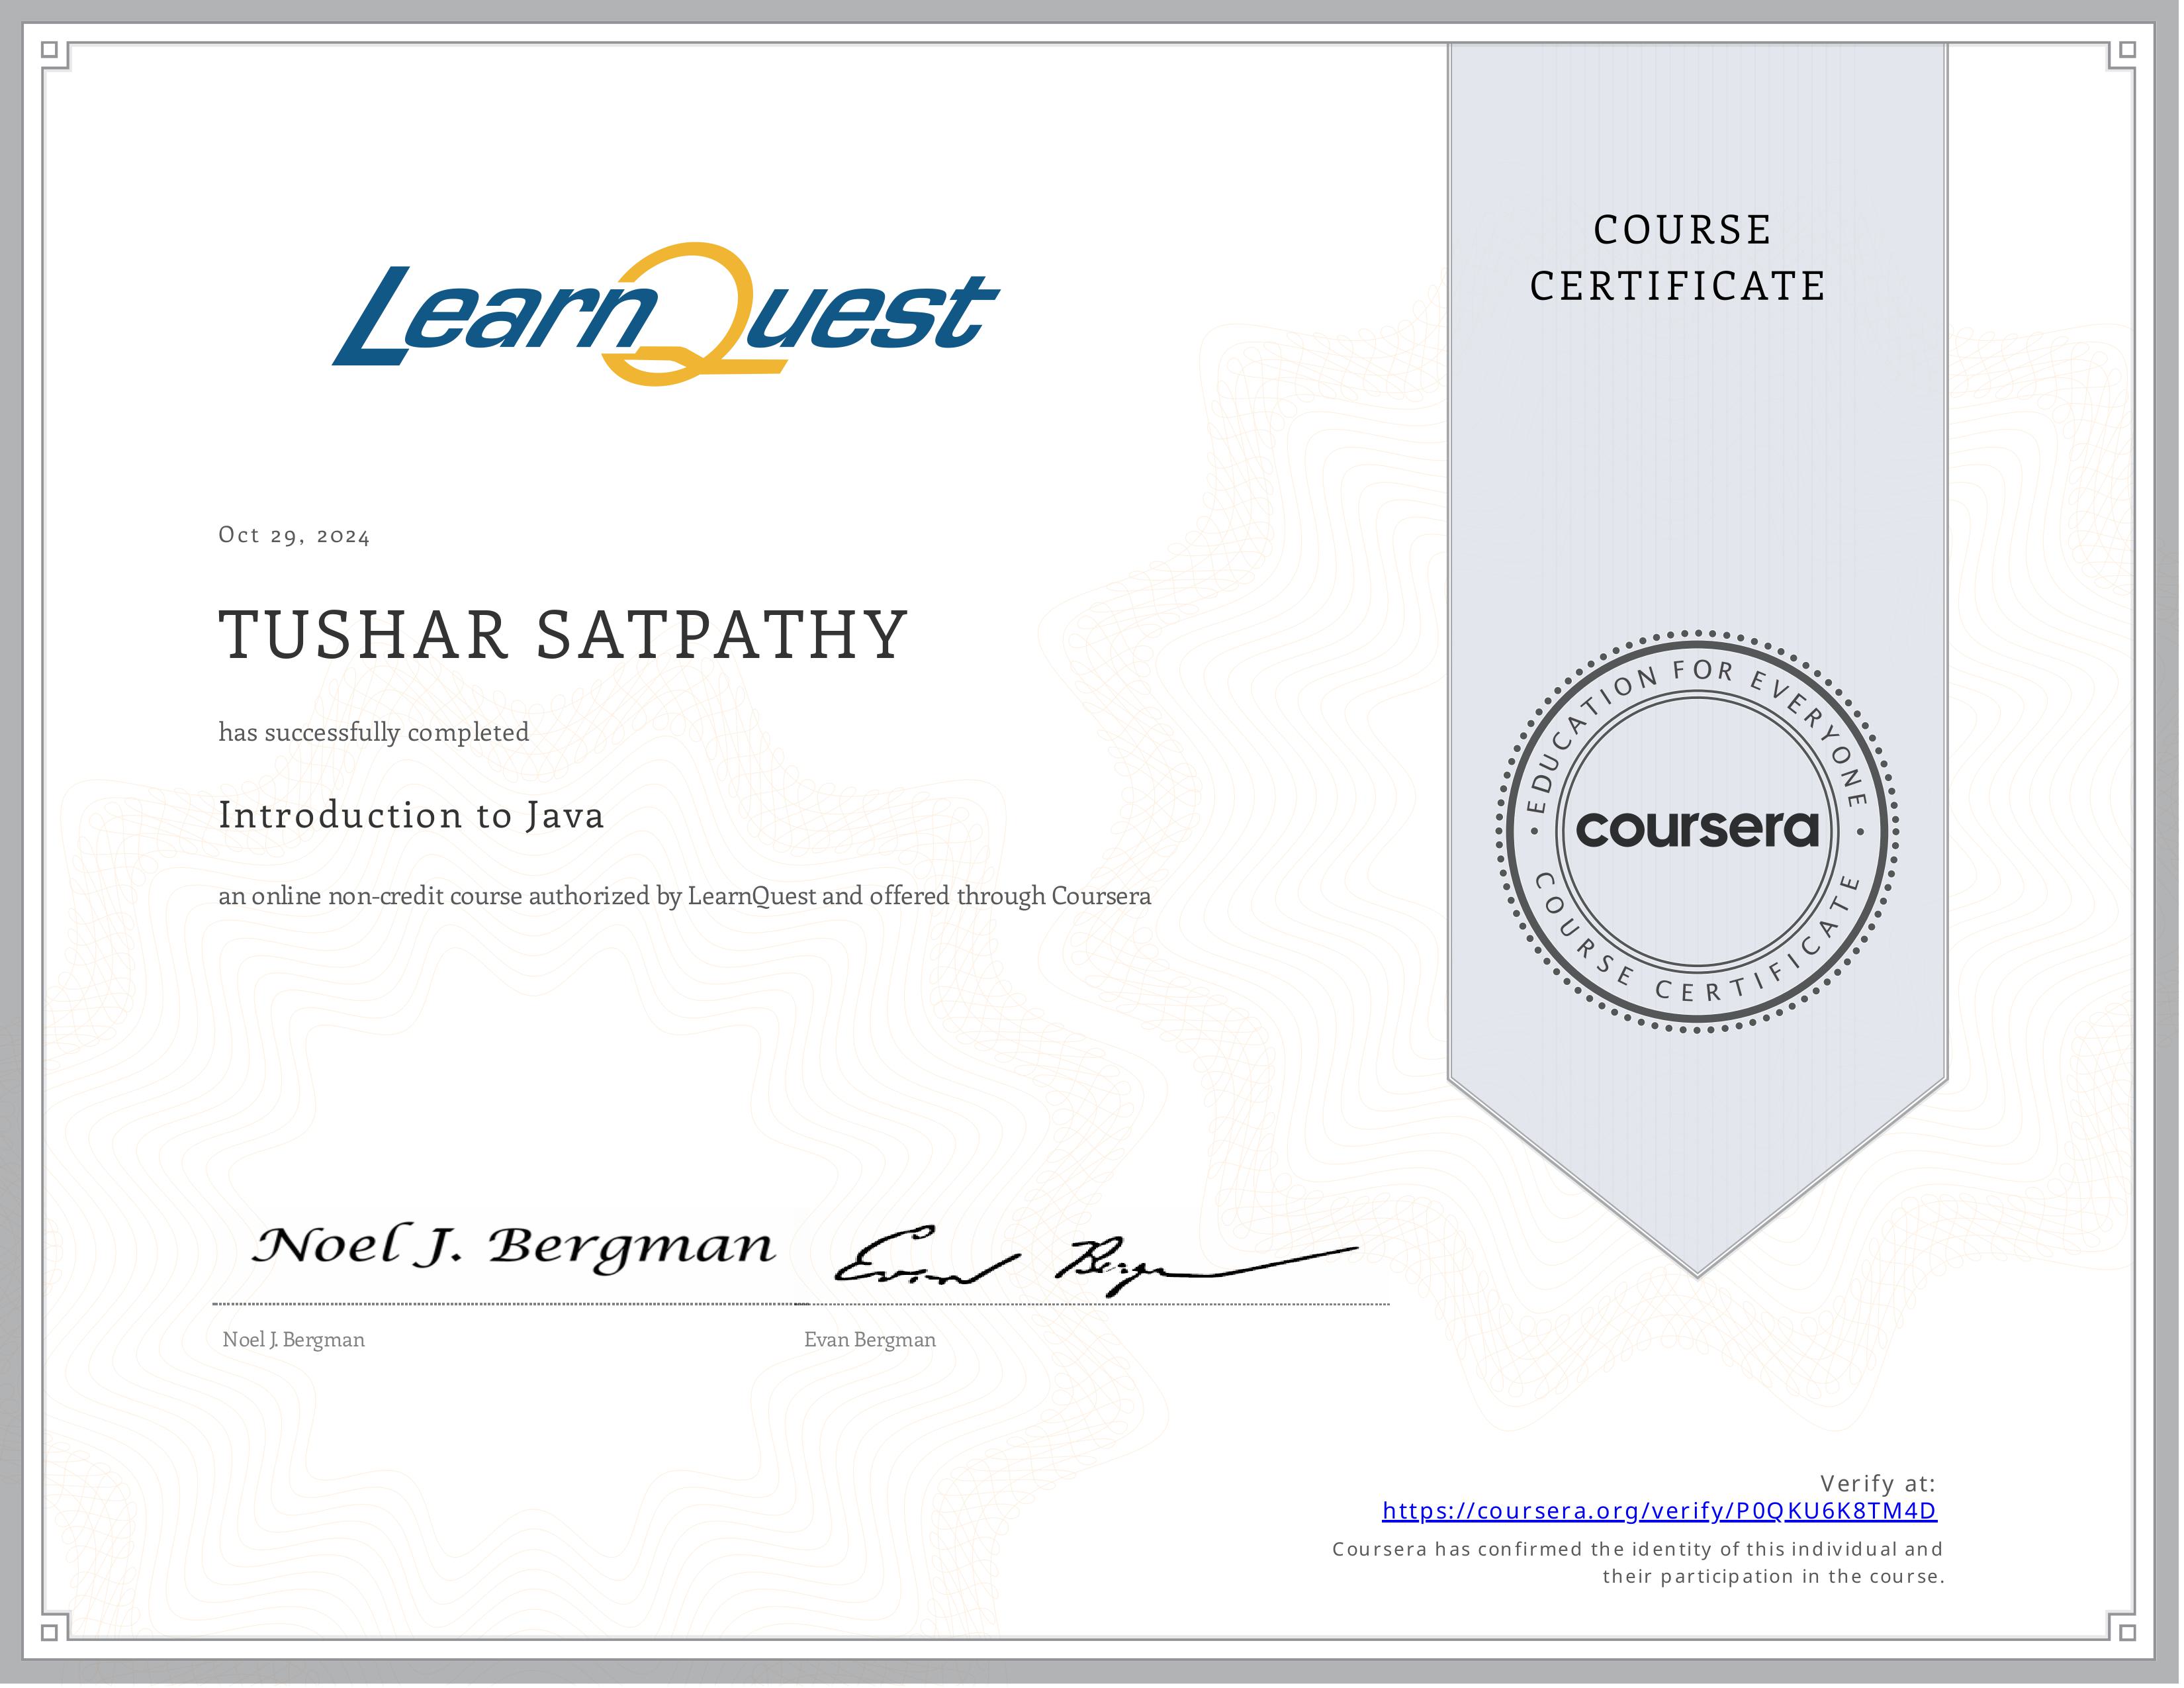 LearnQuest
COURSE
CERTIFICATE
Oct 29, 2024
TUSHAR SATPATHY
has successfully completed
Introduction to Java
an online non-credit course authorized by LearnQuest and offered through Coursera
EDUCATION FOR EVERYONE
coursera
COURSE CERTIFICATE
Noel J. Bergman
Evan Bergman
Noel J. Bergman
Evan Bergman
Verify at:
https://coursera.org/verify/P0QKU6K8TM4D
Coursera has confirmed the identity of this individual and
their participation in the course.